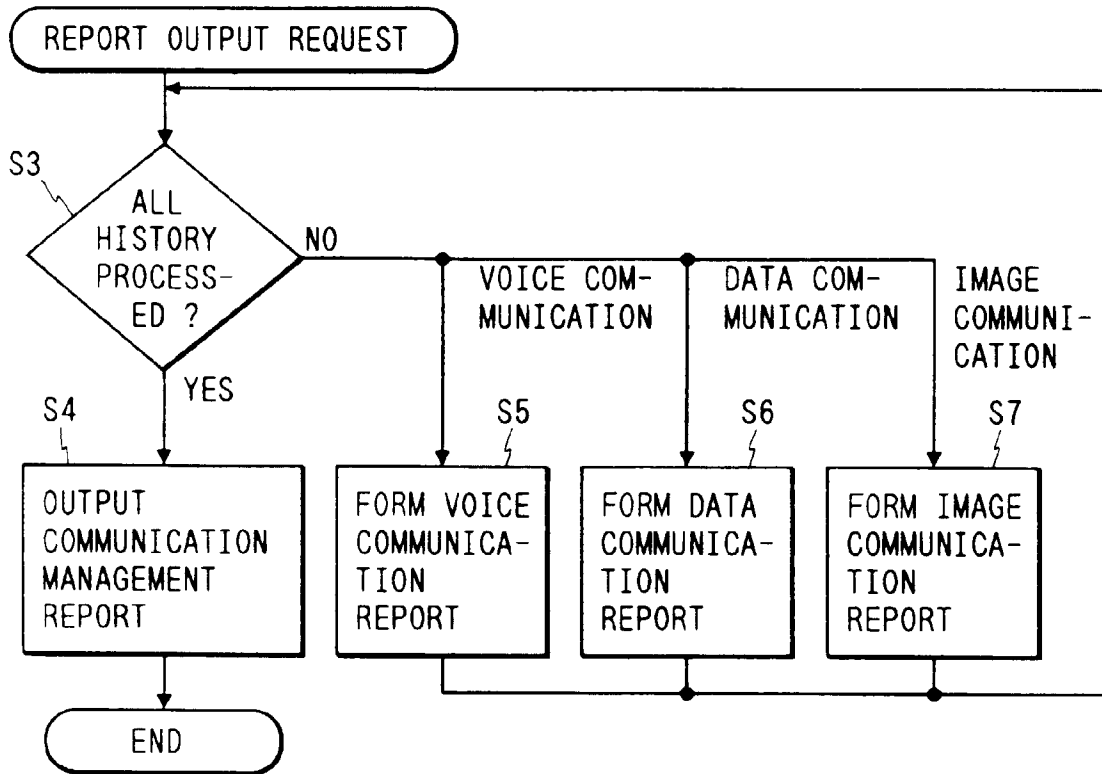 REPORT OUTPUT REQUEST
S3
ALL
HISTORY
PROCESS-
ED ?
NO
YES
VOICE COM-
MUNICATION
DATA COM-
MUNICATION
IMAGE
COMMUNI-
CATION
S4
OUTPUT
COMMUNICATION
MANAGEMENT
REPORT
S5
FORM VOICE
COMMUNICA-
TION
REPORT
S6
FORM DATA
COMMUNICA-
TION
REPORT
S7
FORM IMAGE
COMMUNICA-
TION
REPORT
END